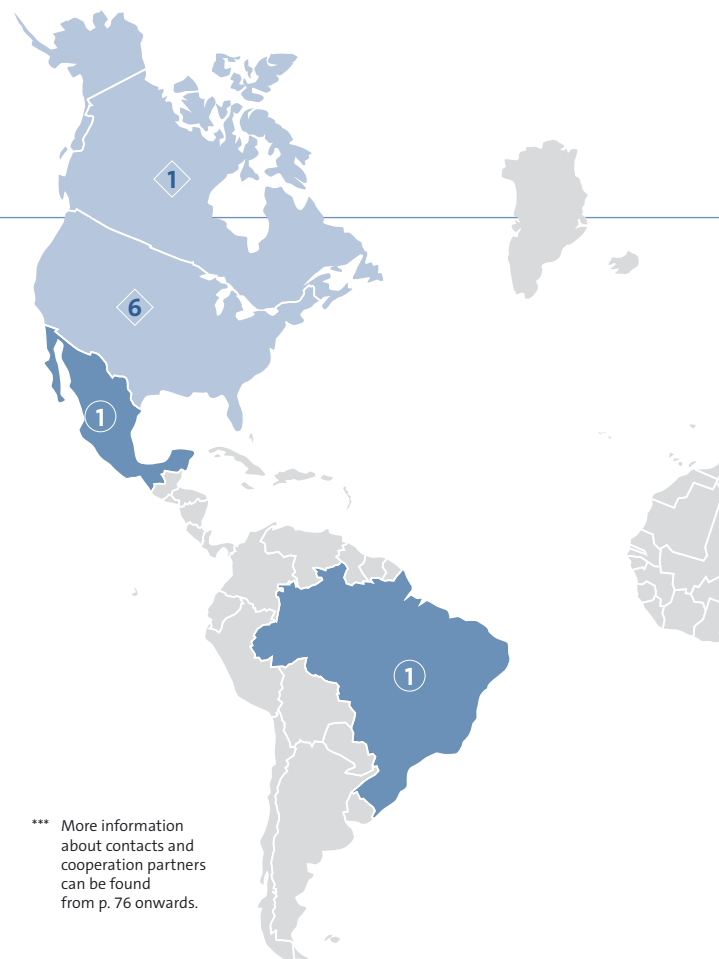 1
6
1
1
*** More information
about contacts and
cooperation partners
can be found
from p. 76 onwards.